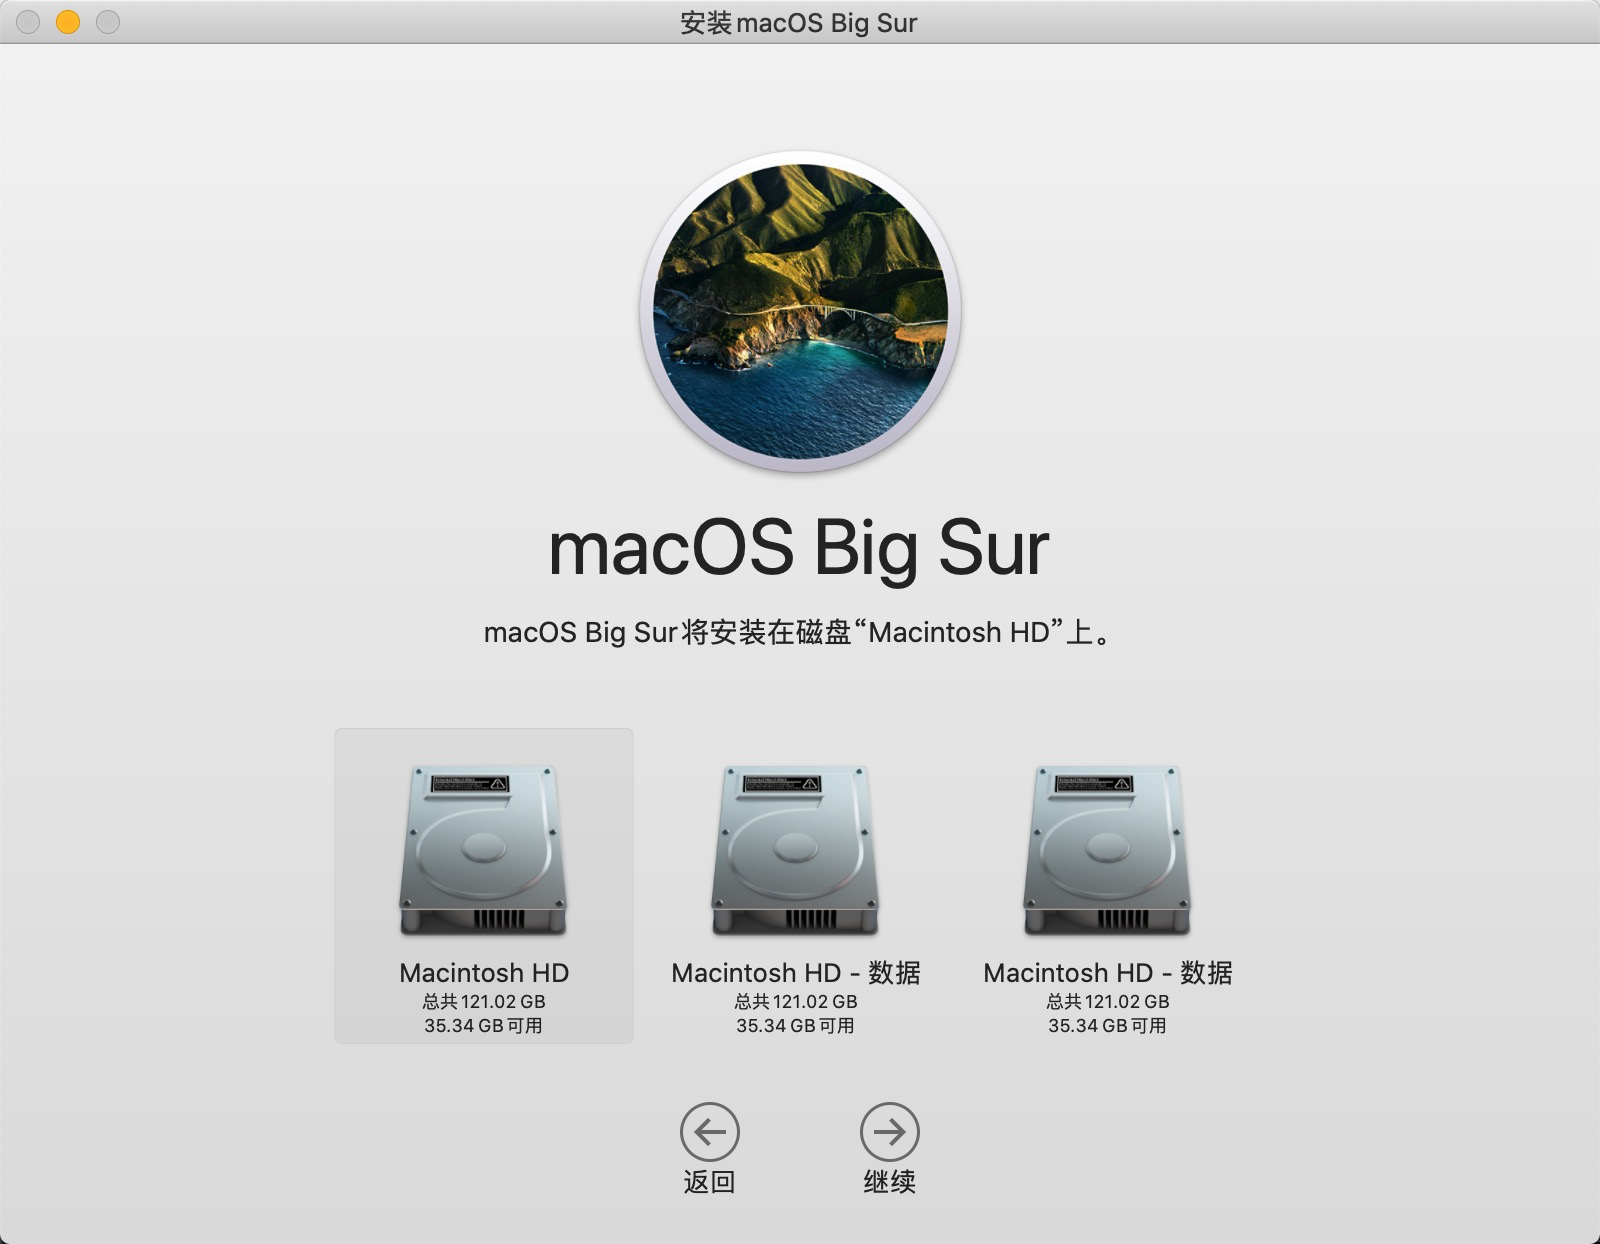 安装macOS Big Sur
macOS Big Sur
macOS Big Sur将安装在磁盘“Macintosh HD”上。
Macintosh HD
总共121.02 GB
35.34 GB可用
Macintosh HD - 数据
总共121.02 GB
35.34 GB可用
Macintosh HD - 数据
总共121.02 GB
35.34 GB可用
返回
继续